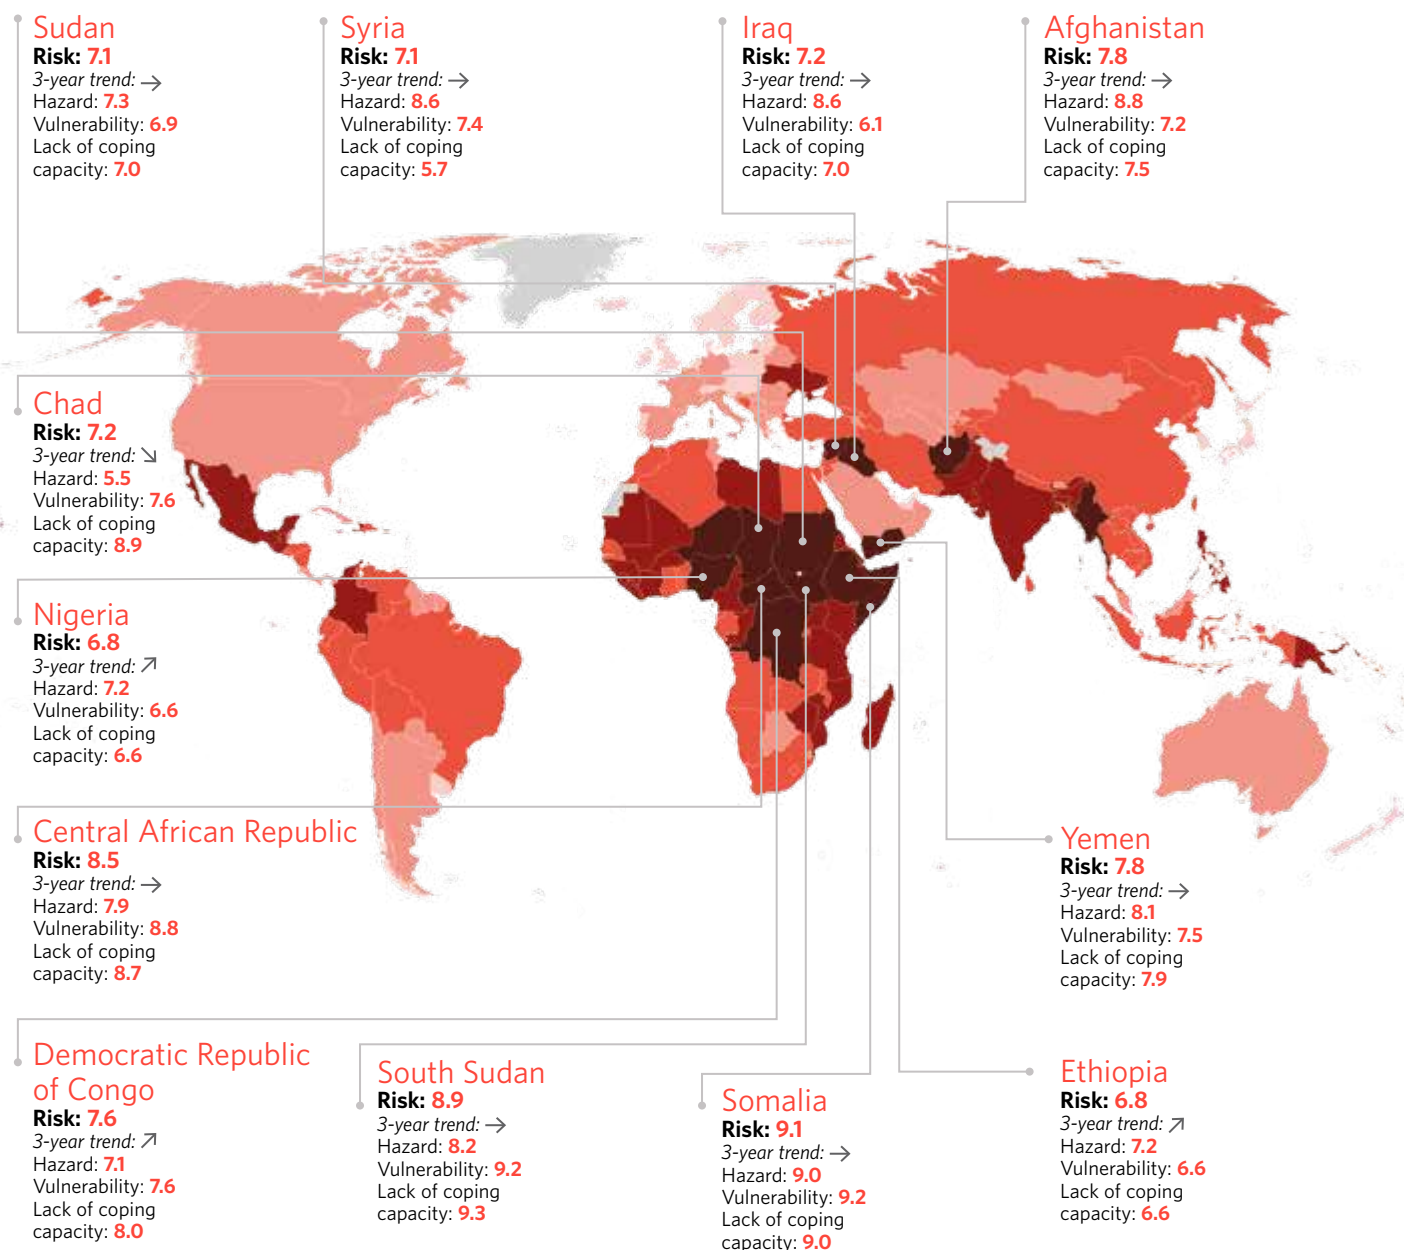 Sudan
Risk: 7.1
3-year trend: →
Hazard: 7.3
Vulnerability: 6.9
Lack of coping
capacity: 7.0
Syria
Risk: 7.1
3-year trend: →
Hazard: 8.6
Vulnerability: 7.4
Lack of coping
capacity: 5.7
Iraq
Risk: 7.2
3-year trend: →
Hazard: 8.6
Vulnerability: 6.1
Lack of coping
capacity: 7.0
Afghanistan
Risk: 7.8
3-year trend: →
Hazard: 8.8
Vulnerability: 7.2
Lack of coping
capacity: 7.5
Chad
Risk: 7.2
3-year trend: ↘
Hazard: 5.5
Vulnerability: 7.6
Lack of coping
capacity: 8.9
Nigeria
Risk: 6.8
3-year trend: ↗
Hazard: 7.2
Vulnerability: 6.6
Lack of coping
capacity: 6.6
Central African Republic
Risk: 8.5
3-year trend: →
Hazard: 7.9
Vulnerability: 8.8
Lack of coping
capacity: 8.7
Yemen
Risk: 7.8
3-year trend: →
Hazard: 8.1
Vulnerability: 7.5
Lack of coping
capacity: 7.9
Democratic Republic
of Congo
Risk: 7.6
3-year trend: ↗
Hazard: 7.1
Vulnerability: 7.6
Lack of coping
capacity: 8.0
South Sudan
Risk: 8.9
3-year trend: →
Hazard: 8.2
Vulnerability: 9.2
Lack of coping
capacity: 9.3
Somalia
Risk: 9.1
3-year trend: →
Hazard: 9.0
Vulnerability: 9.2
Lack of coping
capacity: 9.0
Ethiopia
Risk: 6.8
3-year trend: ↗
Hazard: 7.2
Vulnerability: 6.6
Lack of coping
capacity: 6.6